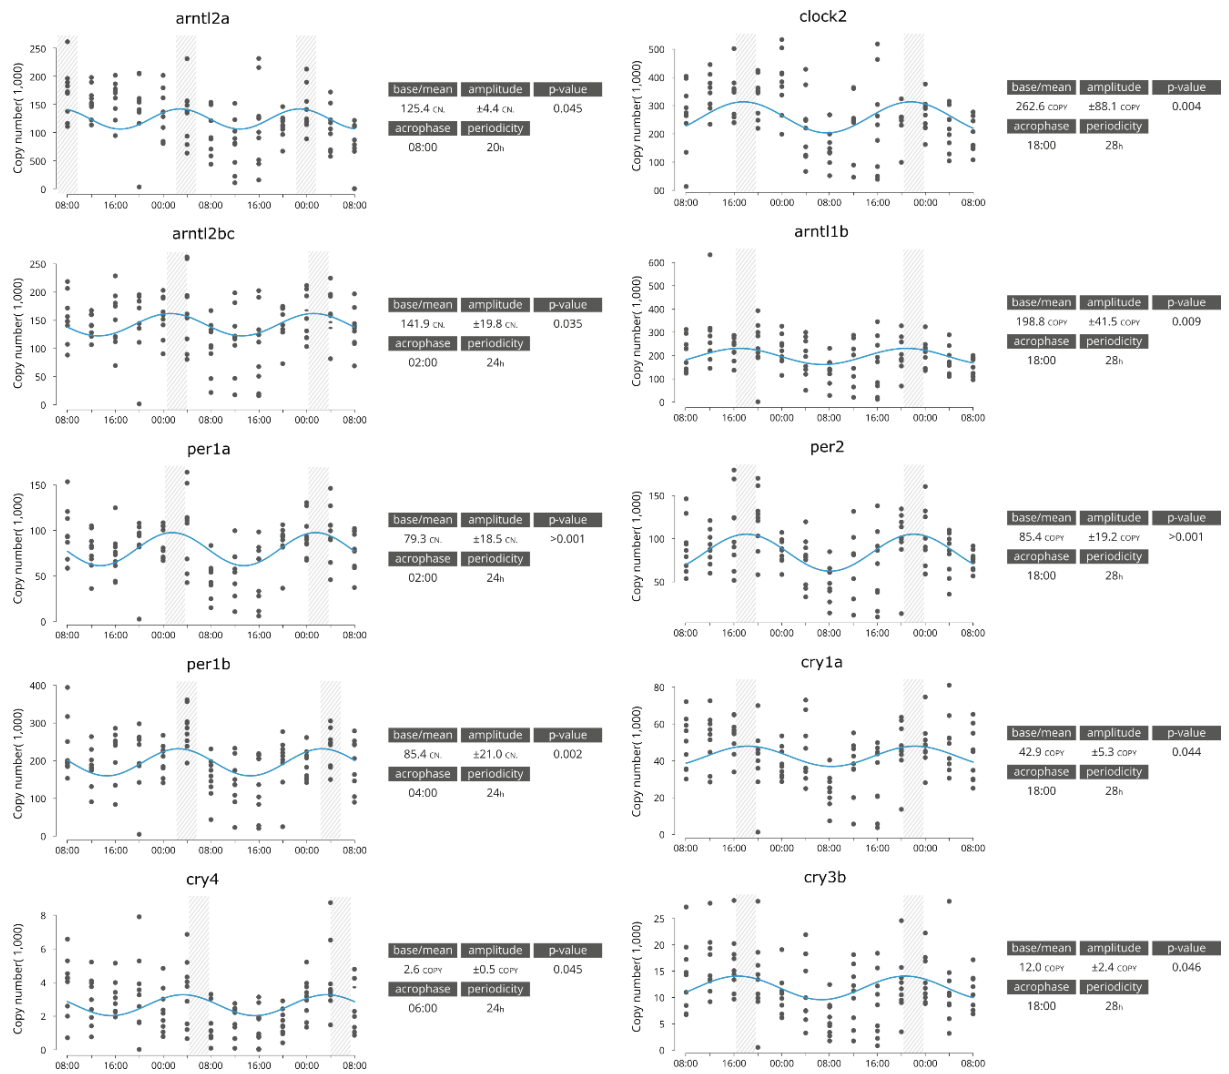 arntl2a
Copy number( 1,000)
250
200
150
100
500
0
08:00 16:00 00:00 08:00 16:00 00:00 08:00
base/mean amplitude p-value
125.4 CN. ±4.4 CN. 0.045
acrophase periodicity
08:00 20h
clock2
Copy number( 1,000)
500
400
300
200
100
00
08:00 16:00 00:00 08:00 16:00 00:00 08:00
base/mean amplitude p-value
262.6 COPY ±88.1 COPY 0.004
acrophase periodicity
18:00 28h
arntl2bc
Copy number( 1,000)
250
200
150
100
50
0
08:00 16:00 00:00 08:00 16:00 00:00 08:00
base/mean amplitude p-value
141.9 CN. ±19.8 CN. 0.035
acrophase periodicity
02:00 24h
arntl1b
Copy number( 1,000)
600
500
400
300
200
100
0
08:00 16:00 00:00 08:00 16:00 00:00 08:00
base/mean amplitude p-value
198.8 COPY ±41.5 COPY 0.009
acrophase periodicity
18:00 28h
per1a
Copy number( 1,000)
150
100
50
0
08:00 16:00 00:00 08:00 16:00 00:00 08:00
base/mean amplitude p-value
79.3 CN. ±18.5 CN. >0.001
acrophase periodicity
02:00 24h
per2
Copy number( 1,000)
150
100
50
08:00 16:00 00:00 08:00 16:00 00:00 08:00
base/mean amplitude p-value
85.4 COPY ±19.2 COPY >0.001
acrophase periodicity
18:00 28h
per1b
Copy number( 1,000)
400
300
200
100
0
08:00 16:00 00:00 08:00 16:00 00:00 08:00
base/mean amplitude p-value
85.4 CN. ±21.0 CN. 0.002
acrophase periodicity
04:00 24h
cry1a
Copy number( 1,000)
80
60
40
20
0
08:00 16:00 00:00 08:00 16:00 00:00 08:00
base/mean amplitude p-value
42.9 COPY ±5.3 COPY 0.044
acrophase periodicity
18:00 28h
cry4
Copy number( 1,000)
8
6
4
2
0
08:00 16:00 00:00 08:00 16:00 00:00 08:00
base/mean amplitude p-value
2.6 COPY ±0.5 COPY 0.045
acrophase periodicity
06:00 24h
cry3b
Copy number( 1,000)
25
20
15
10
5
0
08:00 16:00 00:00 08:00 16:00 00:00 08:00
base/mean amplitude p-value
12.0 COPY ±2.4 COPY 0.046
acrophase periodicity
18:00 28h